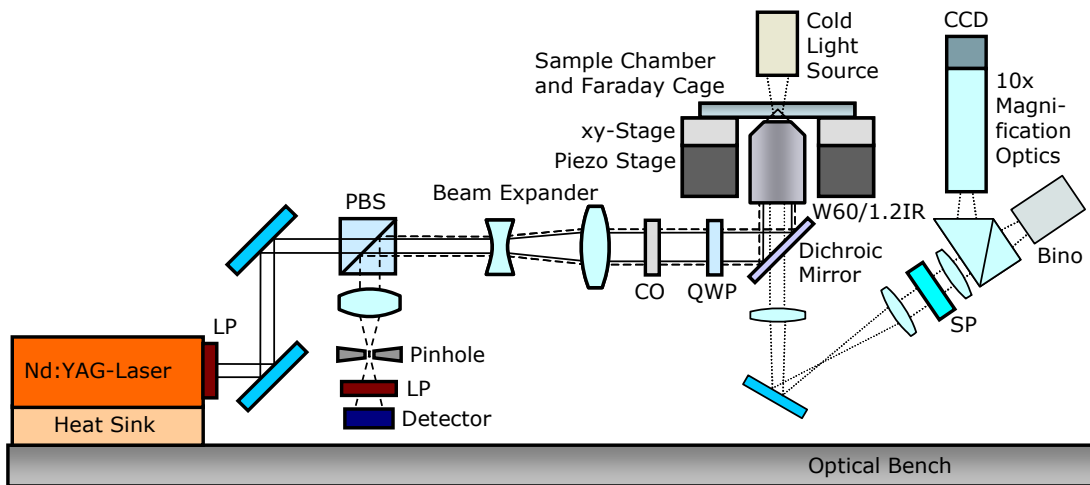 Cold
Light
Source
CCD
Sample Chamber
and Faraday Cage
10x
Magni-
fication
Optics
xy-Stage
Piezo Stage
PBS
Beam Expander
W60/1.2IR
Dichroic
Mirror
Bino
CO
QWP
SP
LP
Nd:YAG-Laser
Pinhole
LP
Heat Sink
Detector
Optical Bench